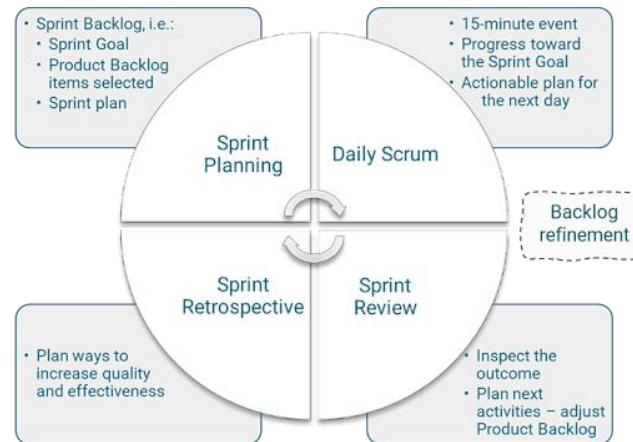 • Sprint Backlog, i.e.:
• Sprint Goal
• Product Backlog
items selected
• Sprint plan
• 15-minute event
• Progress toward
the Sprint Goal
• Actionable plan for
the next day
Sprint
Planning
Daily Scrum
Backlog
refinement
Sprint
Retrospective
Sprint
Review
• Plan ways to
increase quality
and effectiveness
• Inspect the
outcome
• Plan next
activities – adjust
Product Backlog